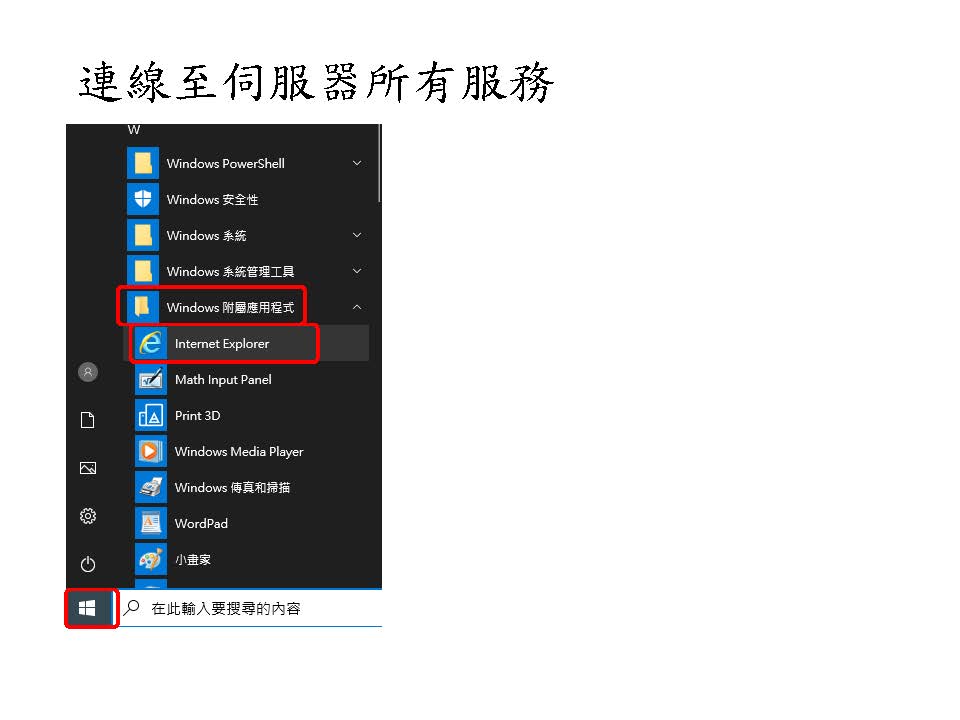 連線至伺服器所有服務
W
Windows PowerShell
Windows 安全性
Windows 系統
Windows 系統管理工具
Windows 附屬應用程式
Internet Explorer
Math Input Panel
Print 3D
Windows Media Player
Windows 傳真和掃描
WordPad
小畫家
在此輸入要搜尋的內容